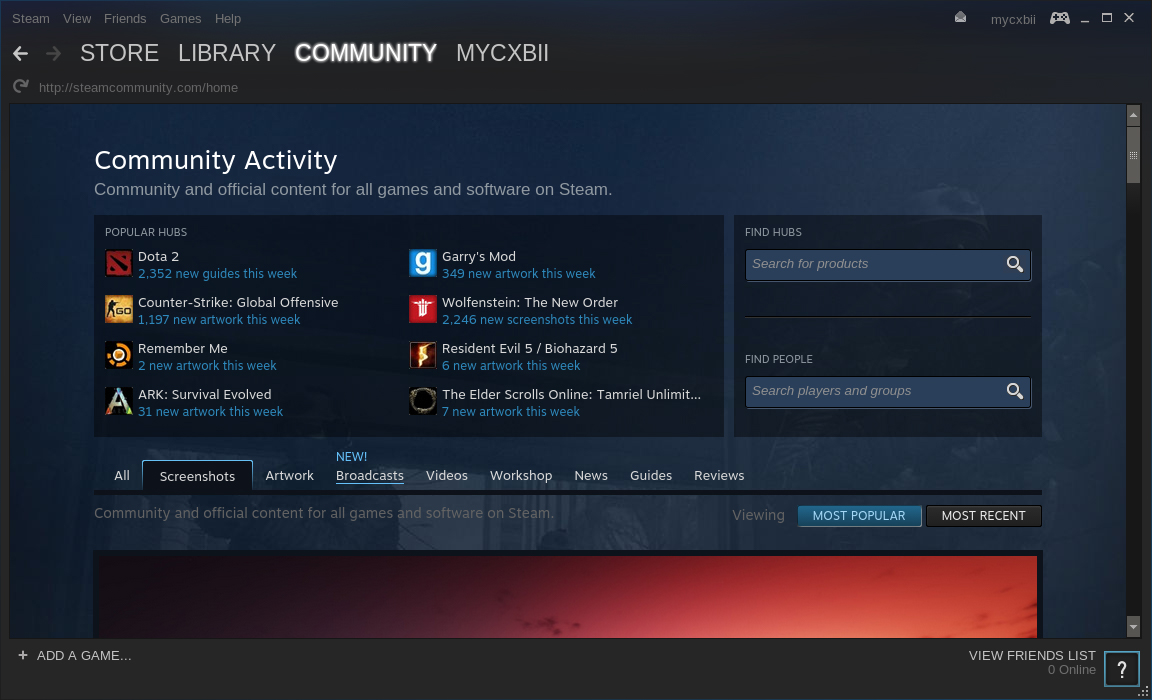 Steam View Friends Games Help mycxbii
STORE LIBRARY COMMUNITY MYCXBII
http://steamcommunity.com/home
Community Activity
Community and official content for all games and software on Steam.
POPULAR HUBS
Dota 2
2,352 new guides this week
Counter-Strike: Global Offensive
1,197 new artwork this week
GO
Remember Me
2 new artwork this week
ARK: Survival Evolved
31 new artwork this week
g
Garry's Mod
349 new artwork this week
Wolfenstein: The New Order
2,246 new screenshots this week
Resident Evil 5 / Biohazard 5
6 new artwork this week
The Elder Scrolls Online: Tamriel Unlimit...
7 new artwork this week
FIND HUBS
Search for products
FIND PEOPLE
Search players and groups
NEW!
All Screenshots Artwork Broadcasts Videos Workshop News Guides Reviews
Community and official content for all games and software on Steam.
Viewing MOST POPULAR MOST RECENT
+ ADD A GAME...
VIEW FRIENDS LIST
0 Online
?